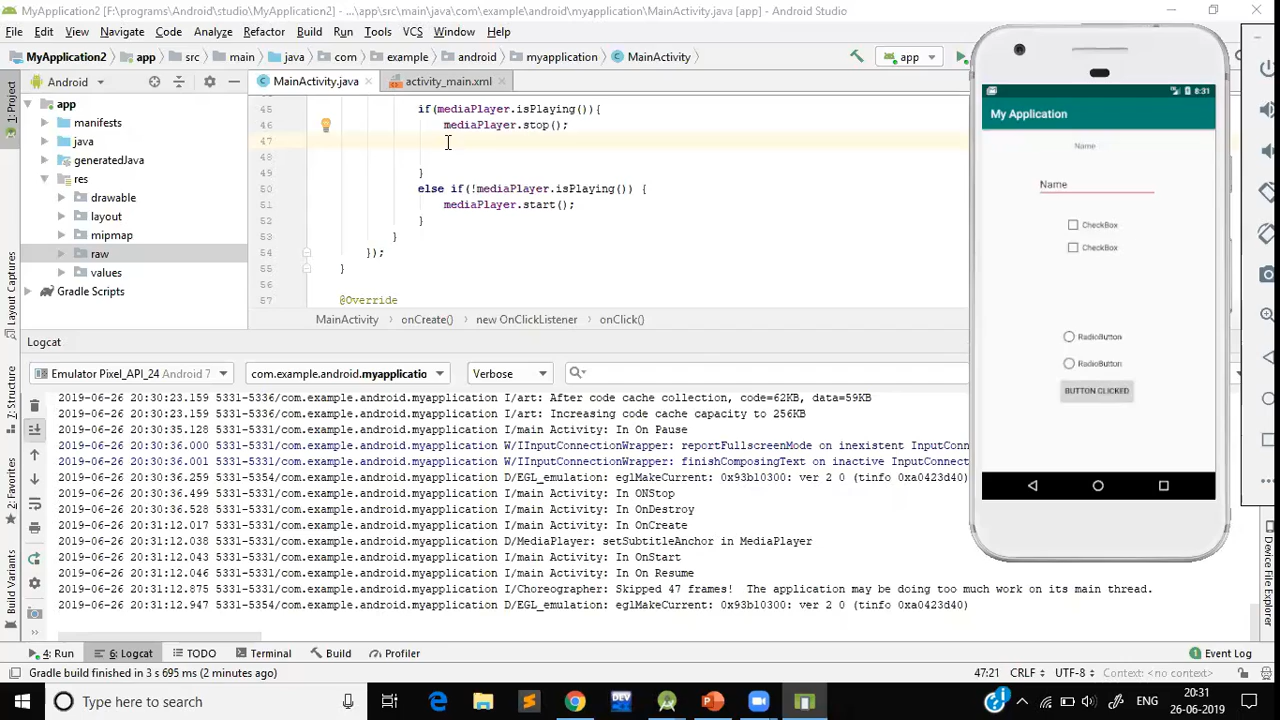 MyApplication2 [F:\programs\Android\studio\MyApplication2] - ...\app\src\main\java\com\example\android\myapplication\MainActivity.java [app] - Android Studio
File Edit View Navigate Code Analyze Refactor Build Run Tools VCS Window Help
MyApplication2 app src main java com example android myapplication MainActivity app
Android MainActivity.java activity_main.xml
1: Project
app
manifests
java
generatedJava
res
drawable
layout
mipmap
raw
values
Gradle Scripts
45 if(mediaPlayer.isPlaying()){
46 mediaPlayer.stop();
47
48
49 }
50 else if(!mediaPlayer.isPlaying()) {
51 mediaPlayer.start();
52 }
53 }
54 });
55 }
56
57 @Override
MainActivity onCreate() new OnClickListener onClick()
8:31
My Application
Name
Name
CheckBox
CheckBox
RadioButton
RadioButton
BUTTON CLICKED
Layout Captures
7: Structure
2: Favorites
Build Variants
Device File Explorer
Logcat
Emulator Pixel_API_24 Android 7 com.example.android.myapplicatio Verbose
2019-06-26 20:30:23.159 5331-5336/com.example.android.myapplication I/art: After code cache collection, code=62KB, data=59KB
2019-06-26 20:30:23.159 5331-5336/com.example.android.myapplication I/art: Increasing code cache capacity to 256KB
2019-06-26 20:30:35.128 5331-5331/com.example.android.myapplication I/main Activity: In On Pause
2019-06-26 20:30:36.000 5331-5331/com.example.android.myapplication W/IInputConnectionWrapper: reportFullscreenMode on inexistent InputConn
2019-06-26 20:30:36.001 5331-5331/com.example.android.myapplication W/IInputConnectionWrapper: finishComposingText on inactive InputConnect
2019-06-26 20:30:36.259 5331-5354/com.example.android.myapplication D/EGL_emulation: eglMakeCurrent: 0x93b10300: ver 2 0 (tinfo 0xa0423d40)
2019-06-26 20:30:36.499 5331-5331/com.example.android.myapplication I/main Activity: In ONStop
2019-06-26 20:30:36.528 5331-5331/com.example.android.myapplication I/main Activity: In OnDestroy
2019-06-26 20:31:12.017 5331-5331/com.example.android.myapplication I/main Activity: In OnCreate
2019-06-26 20:31:12.038 5331-5331/com.example.android.myapplication D/MediaPlayer: setSubtitleAnchor in MediaPlayer
2019-06-26 20:31:12.043 5331-5331/com.example.android.myapplication I/main Activity: In OnStart
2019-06-26 20:31:12.046 5331-5331/com.example.android.myapplication I/main Activity: In On Resume
2019-06-26 20:31:12.875 5331-5331/com.example.android.myapplication I/Choreographer: Skipped 47 frames! The application may be doing too much work on its main thread.
2019-06-26 20:31:12.947 5331-5354/com.example.android.myapplication D/EGL_emulation: eglMakeCurrent: 0x93b10300: ver 2 0 (tinfo 0xa0423d40)
4: Run 6: Logcat TODO Terminal Build Profiler Event Log
Gradle build finished in 3 s 695 ms (2 minutes ago) 47:21 CRLF UTF-8 Context: <no context>
Type here to search DEV ENG 20:31
26-06-2019